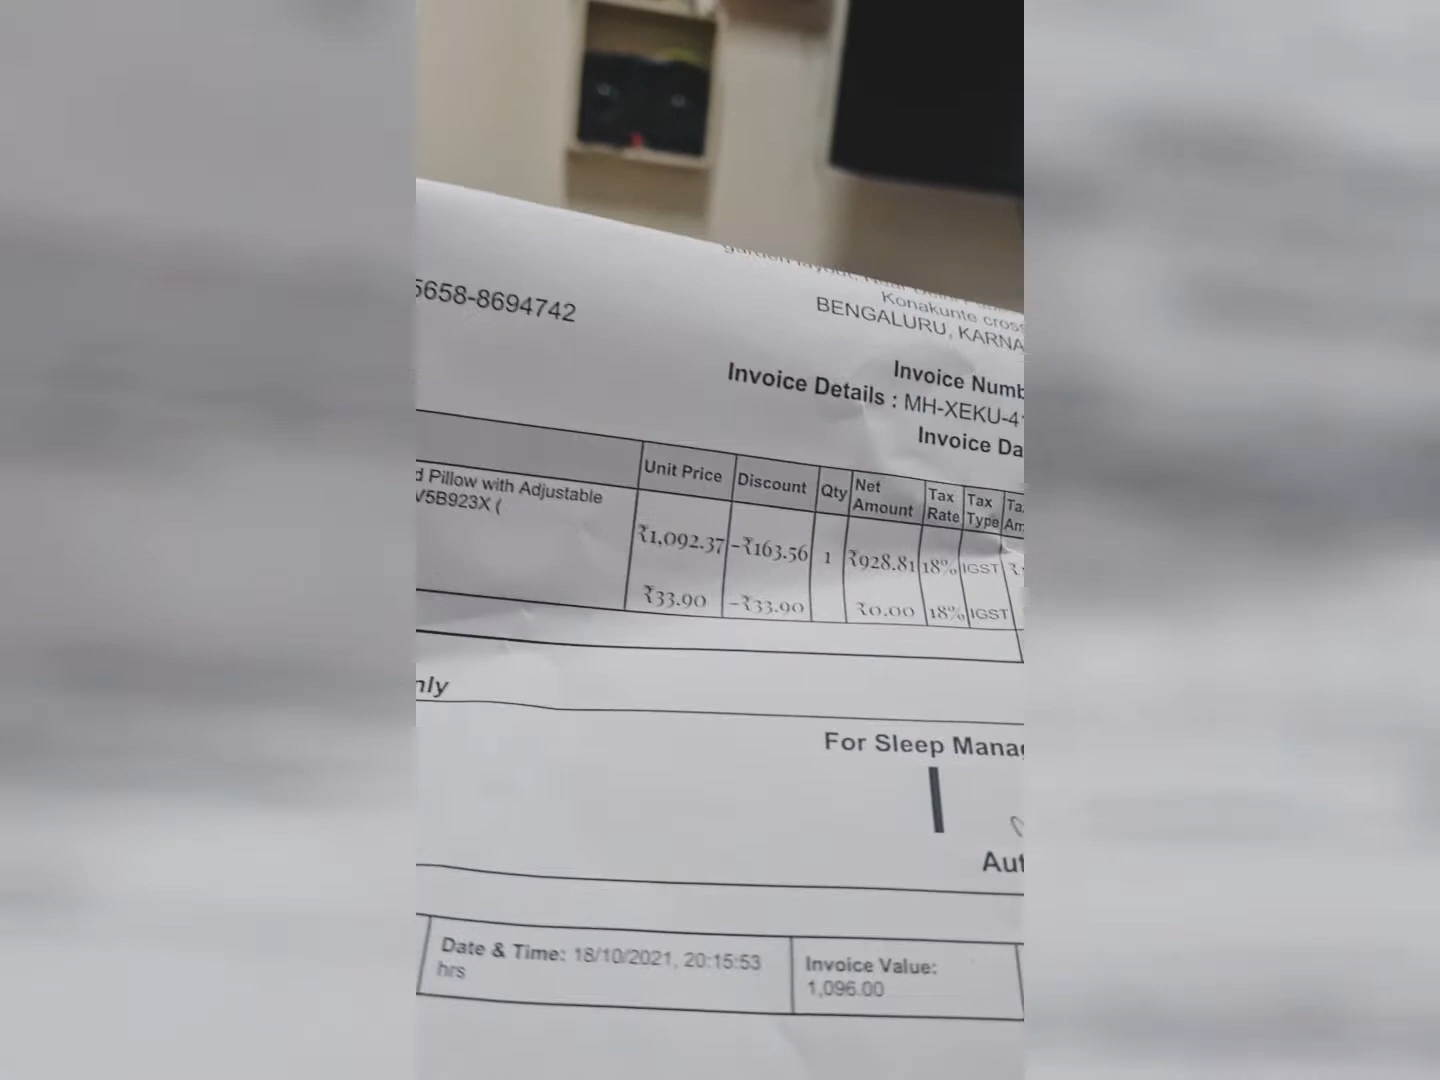 Konakunte cross
BENGALURU, KARNA
5658-8694742
Invoice Numb
Invoice Details : MH-XEKU-4
Invoice Da
Unit Price Discount Qty Net Amount Tax Rate Tax Type
d Pillow with Adjustable
V5B923X (
₹1,092.37 -₹163.56 1 ₹928.81 18% IGST
₹33.90 -₹33.90 ₹0.00 18% IGST
nly
For Sleep Mana
Aut
Date & Time: 18/10/2021, 20:15:53
hrs
Invoice Value:
1,096.00